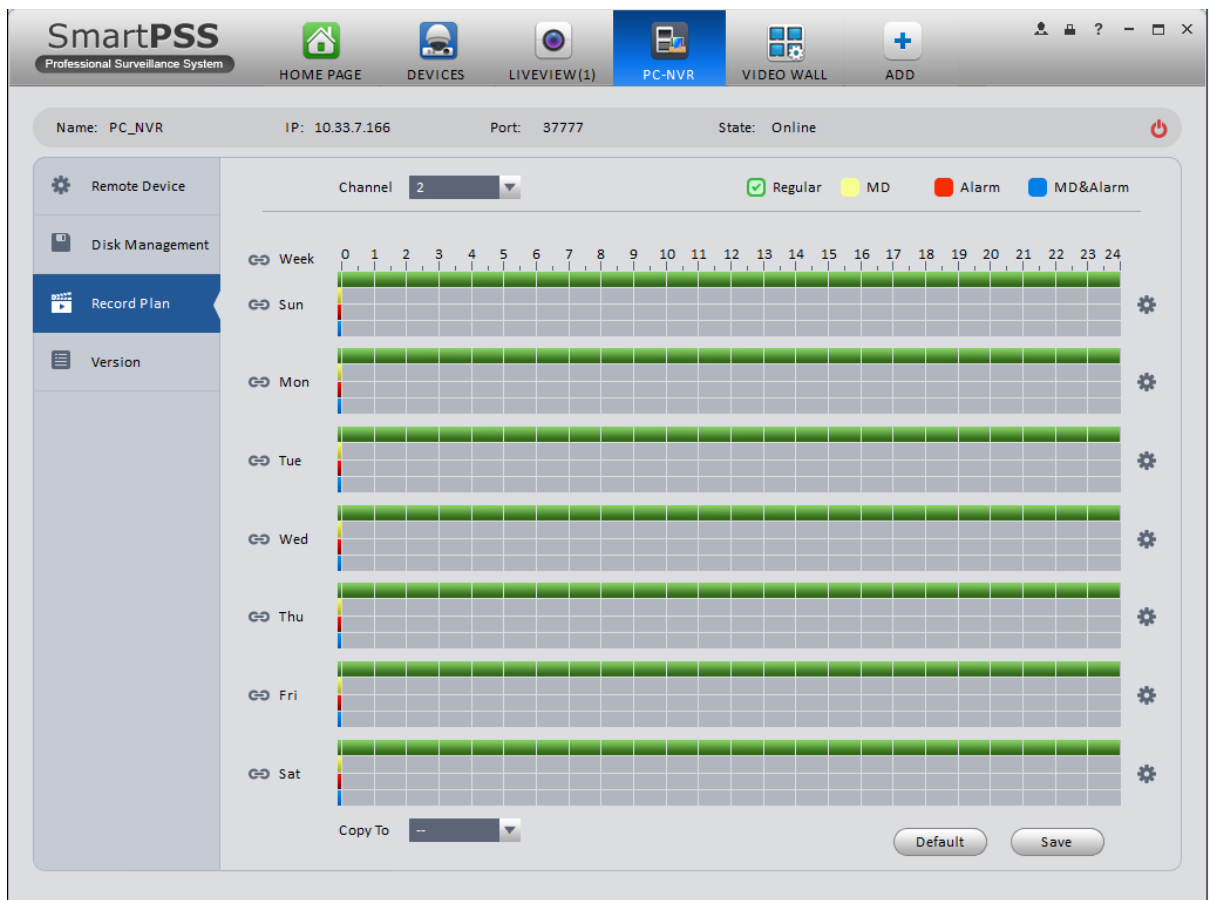 SmartPSS
Professional Surveillance System
HOME PAGE
DEVICES
LIVEVIEW(1)
PC-NVR
VIDEO WALL
ADD
?
Name: PC_NVR IP: 10.33.7.166 Port: 37777 State: Online
Remote Device
Disk Management
Record Plan
Version
Channel 2 Regular MD Alarm MD&Alarm
Week 0 1 2 3 4 5 6 7 8 9 10 11 12 13 14 15 16 17 18 19 20 21 22 23 24
Sun
Mon
Tue
Wed
Thu
Fri
Sat
Copy To --
Default Save